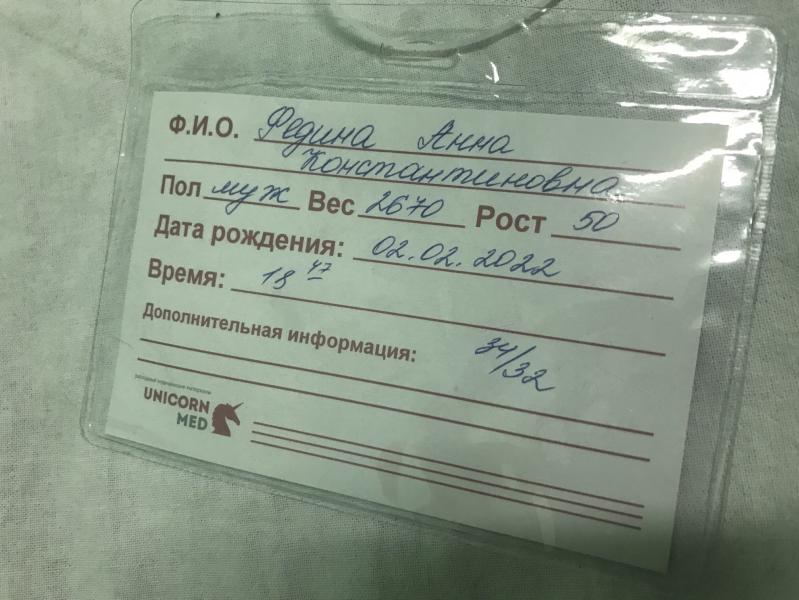 Ф.И.О. Федина Анна
Константиновна
Пол муж Вес 2670 Рост 50
Дата рождения: 02.02.2022
Время: 18 47
Дополнительная информация: 34/32
UNICORN
MED